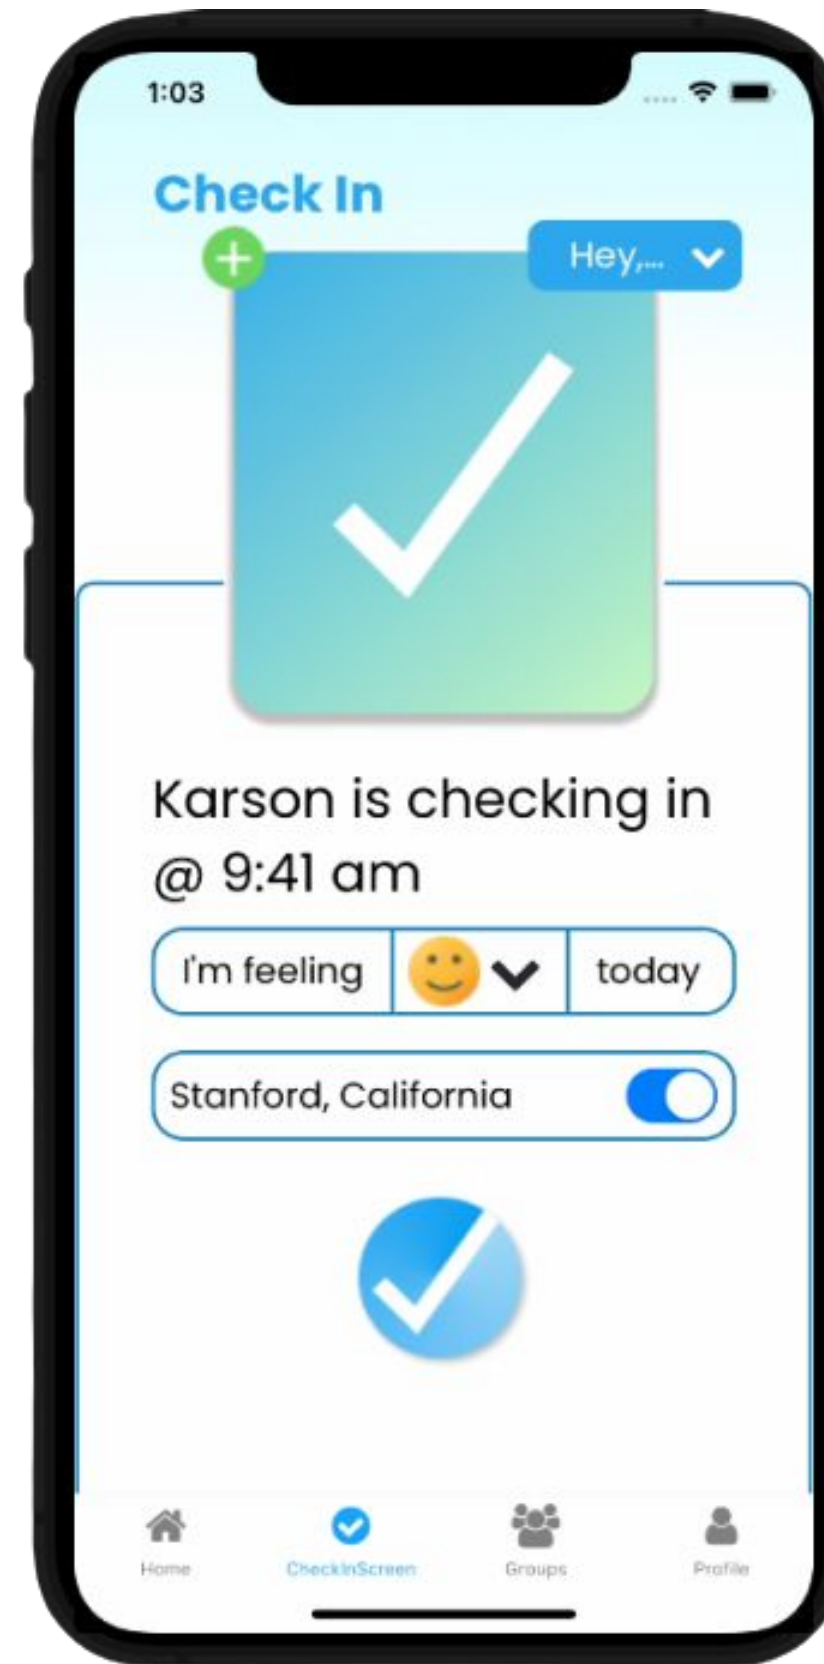 1:03
Check In
Hey,...
Karson is checking in
@ 9:41 am
I'm feeling
today
Stanford, California
Home
CheckInScreen
Groups
Profile